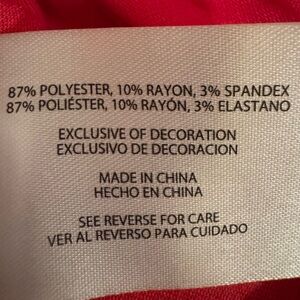 87% POLYESTER, 10% RAYON, 3% SPANDEX
87% POLIÉSTER, 10% RAYÓN, 3% ELASTANO
EXCLUSIVE OF DECORATION
EXCLUSIVO DE DECORACION
MADE IN CHINA
HECHO EN CHINA
SEE REVERSE FOR CARE
VER AL REVERSO PARA CUIDADO